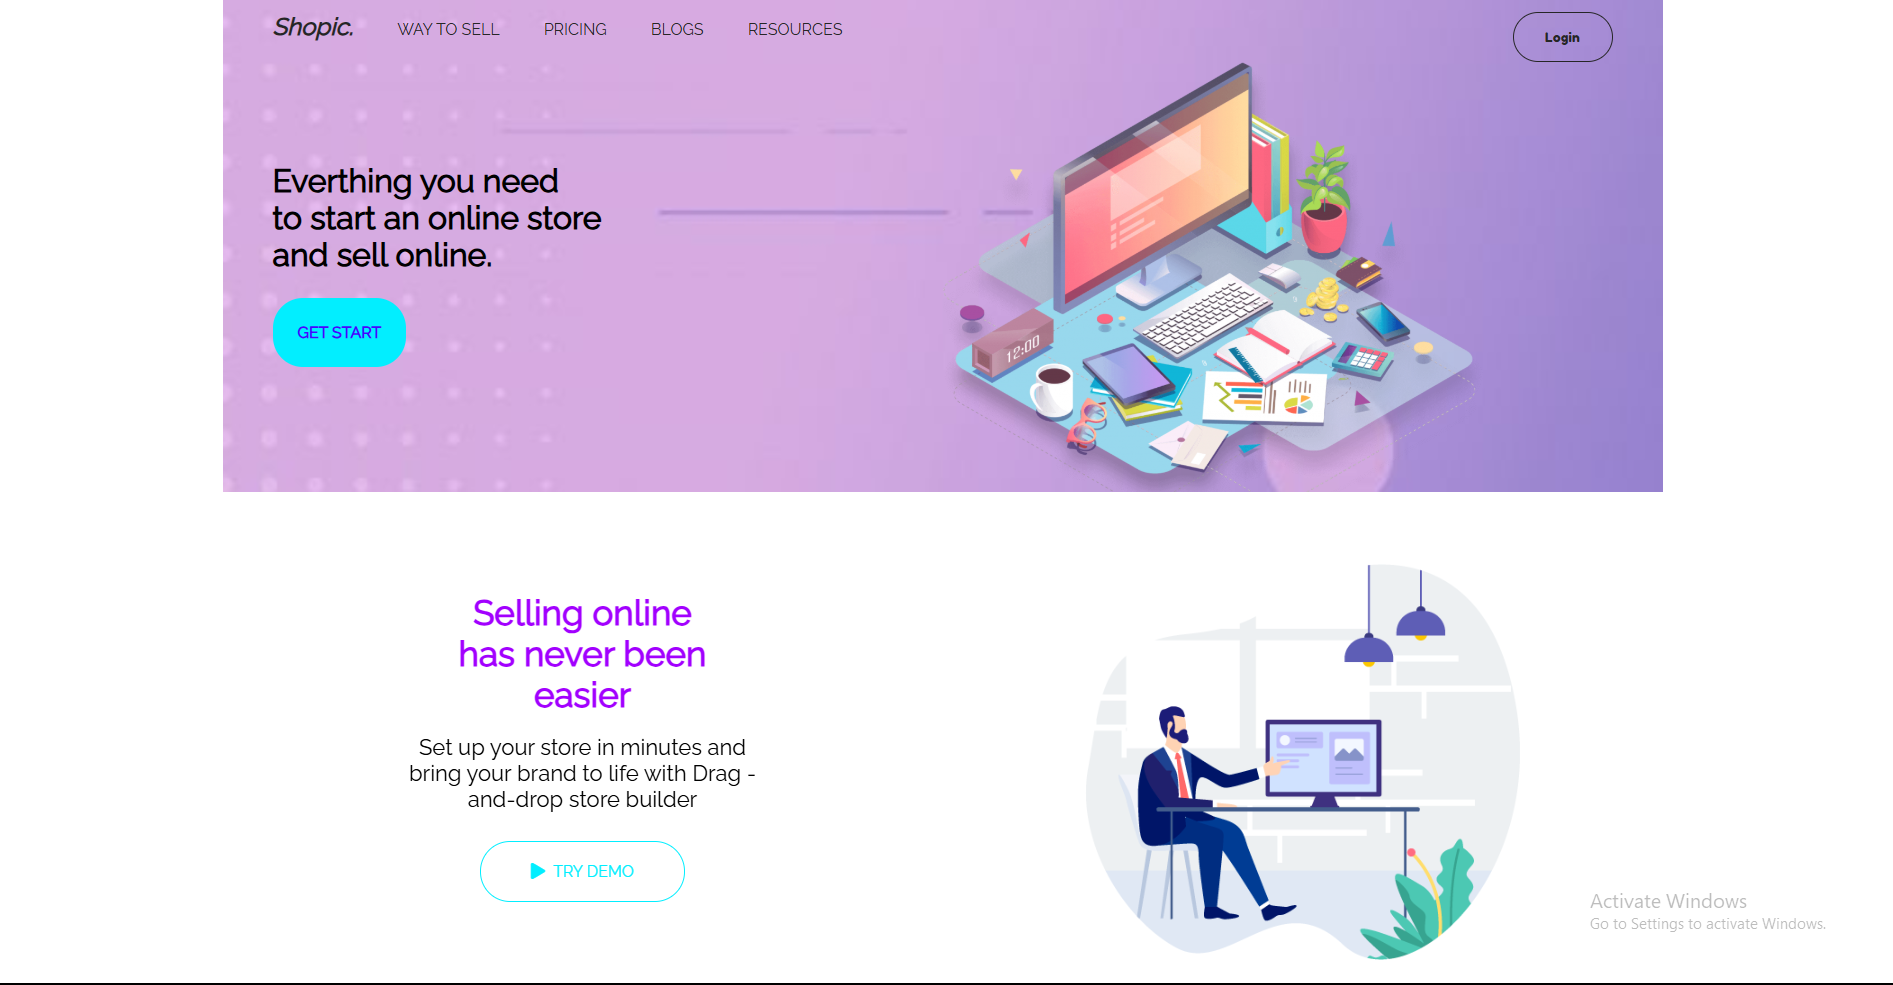 Shopic.
WAY TO SELL
PRICING
BLOGS
RESOURCES
Login
Everthing you need
to start an online store
and sell online.
GET START
12:00
Selling online
has never been
easier
Set up your store in minutes and
bring your brand to life with Drag -
and-drop store builder
TRY DEMO
Activate Windows
Go to Settings to activate Windows.